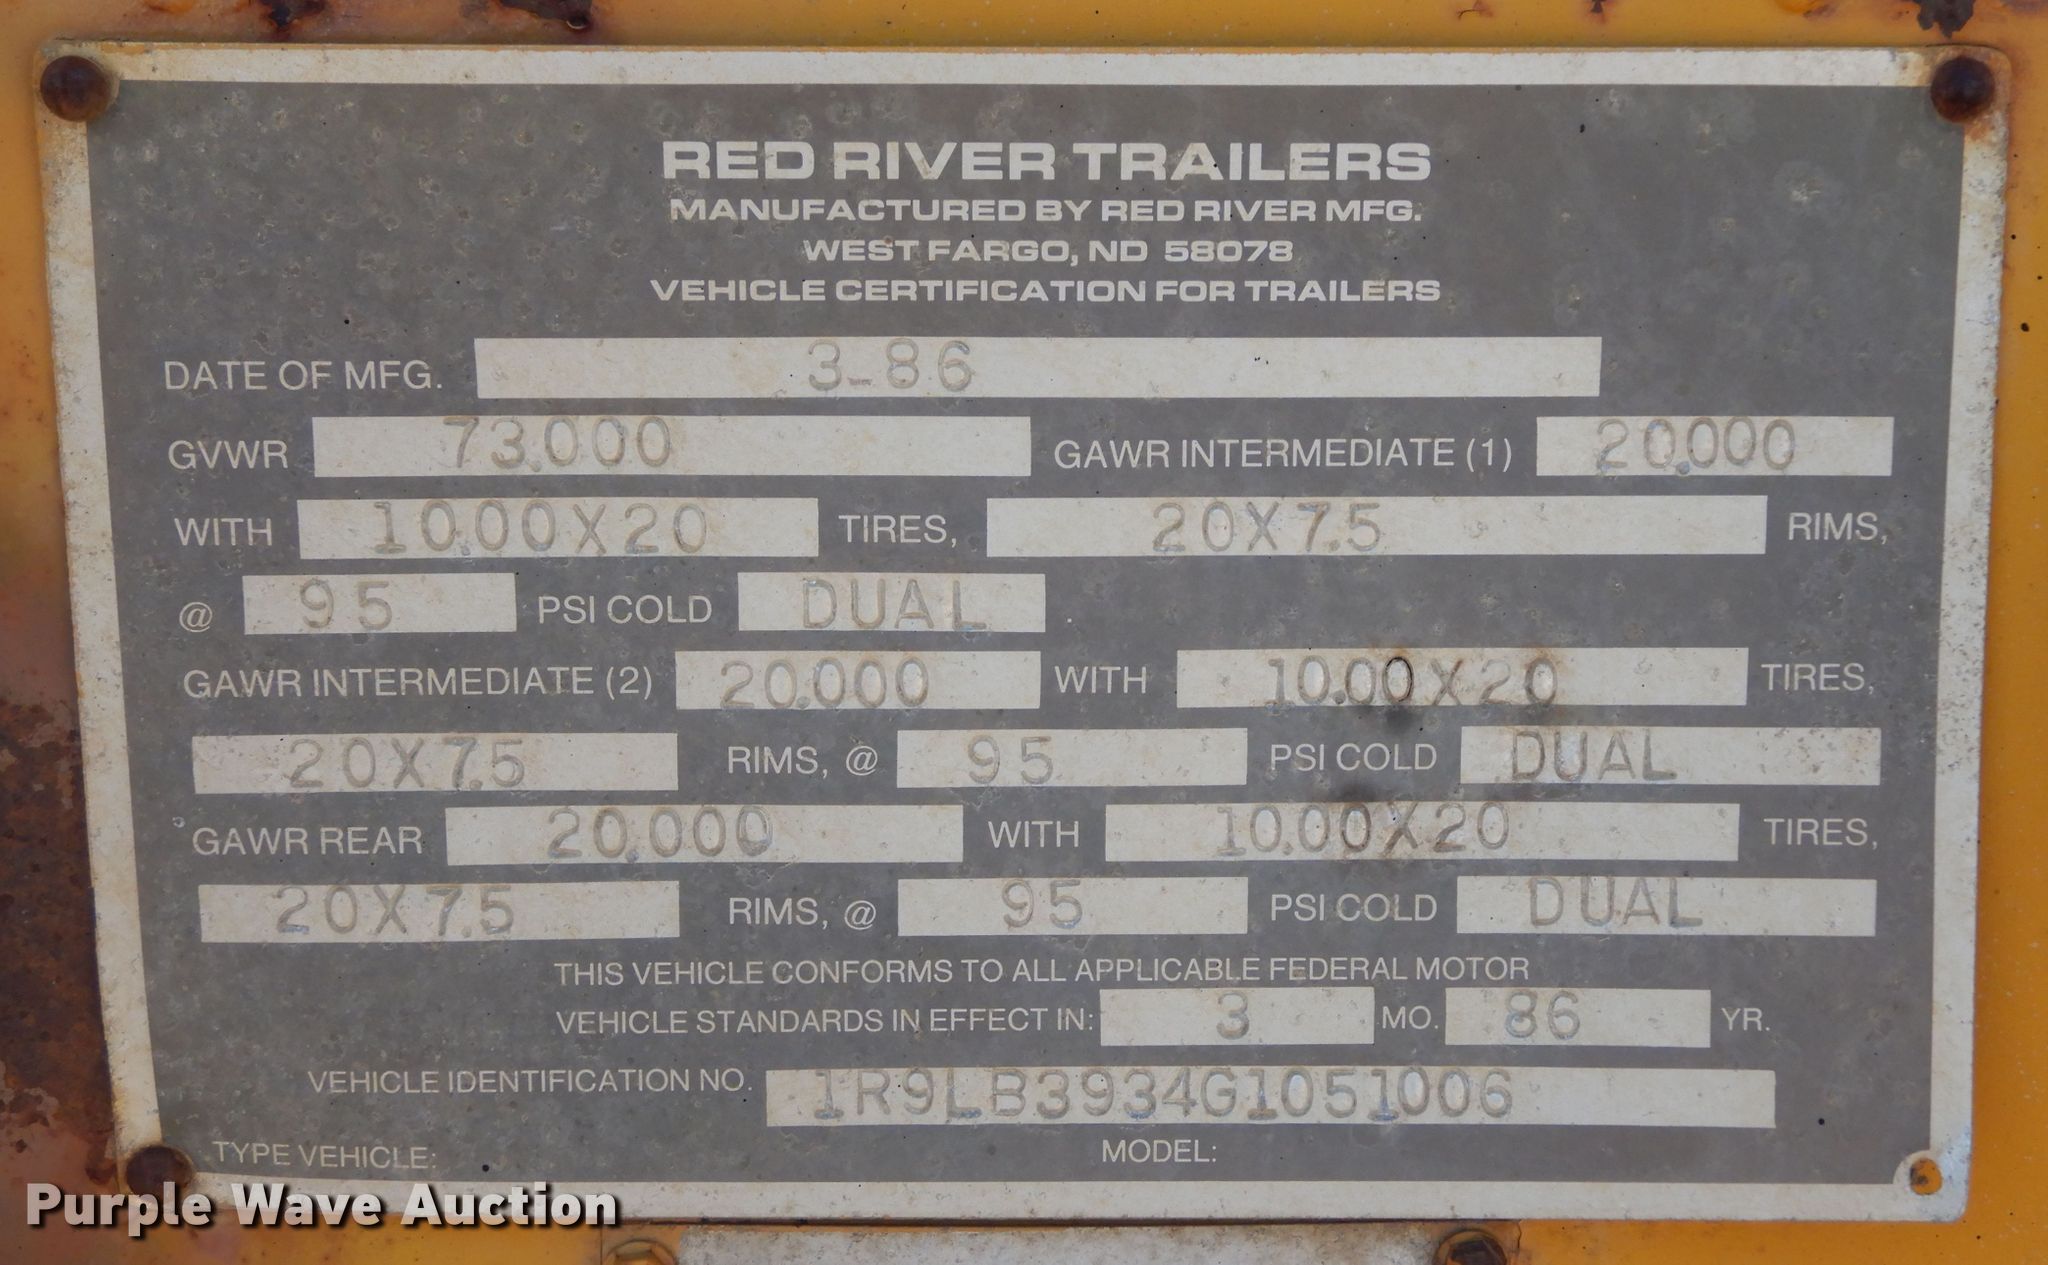 RED RIVER TRAILERS
MANUFACTURED BY RED RIVER MFG.
WEST FARGO, ND 58078
VEHICLE CERTIFICATION FOR TRAILERS
DATE OF MFG. 3-86
GVWR 73.000 GAWR INTERMEDIATE (1) 20.000
WITH 10.00X20 TIRES, 20X7.5 RIMS,
@ 95 PSI COLD DUAL .
GAWR INTERMEDIATE (2) 20.000 WITH 10.00X20 TIRES,
20X7.5 RIMS, @ 95 PSI COLD DUAL
GAWR REAR 20.000 WITH 10.00X20 TIRES,
20X7.5 RIMS, @ 95 PSI COLD DUAL
THIS VEHICLE CONFORMS TO ALL APPLICABLE FEDERAL MOTOR
VEHICLE STANDARDS IN EFFECT IN: 3 MO. 86 YR.
VEHICLE IDENTIFICATION NO. 1R9LB3934G1051006
TYPE VEHICLE: MODEL:
Purple Wave Auction